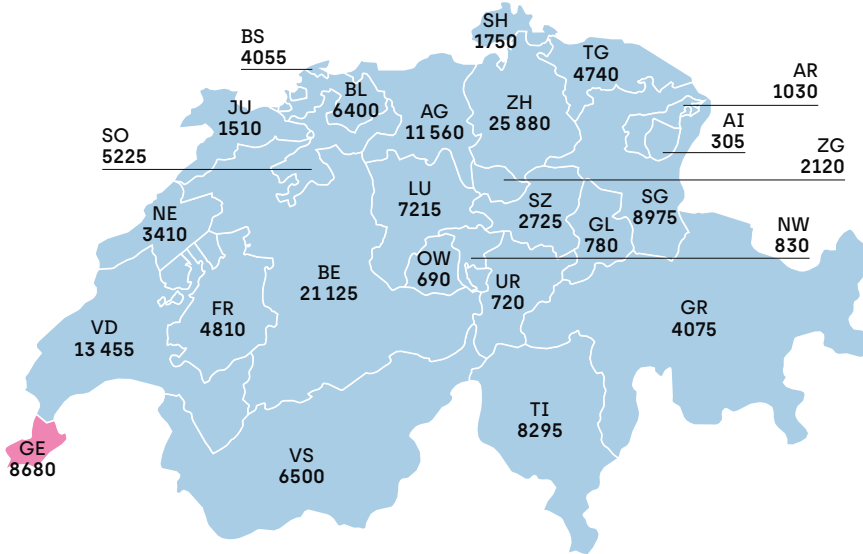 SH
1750
BS
4055
TG
4740
AR
1030
BL
6400
JU
1510
AG
11 560
ZH
25 880
AI
305
SO
5225
ZG
2120
LU
7215
SZ
2725
SG
8975
NE
3410
GL
780
NW
830
OW
690
BE
21 125
UR
720
FR
4810
GR
4075
VD
13 455
TI
8295
GE
8680
VS
6500